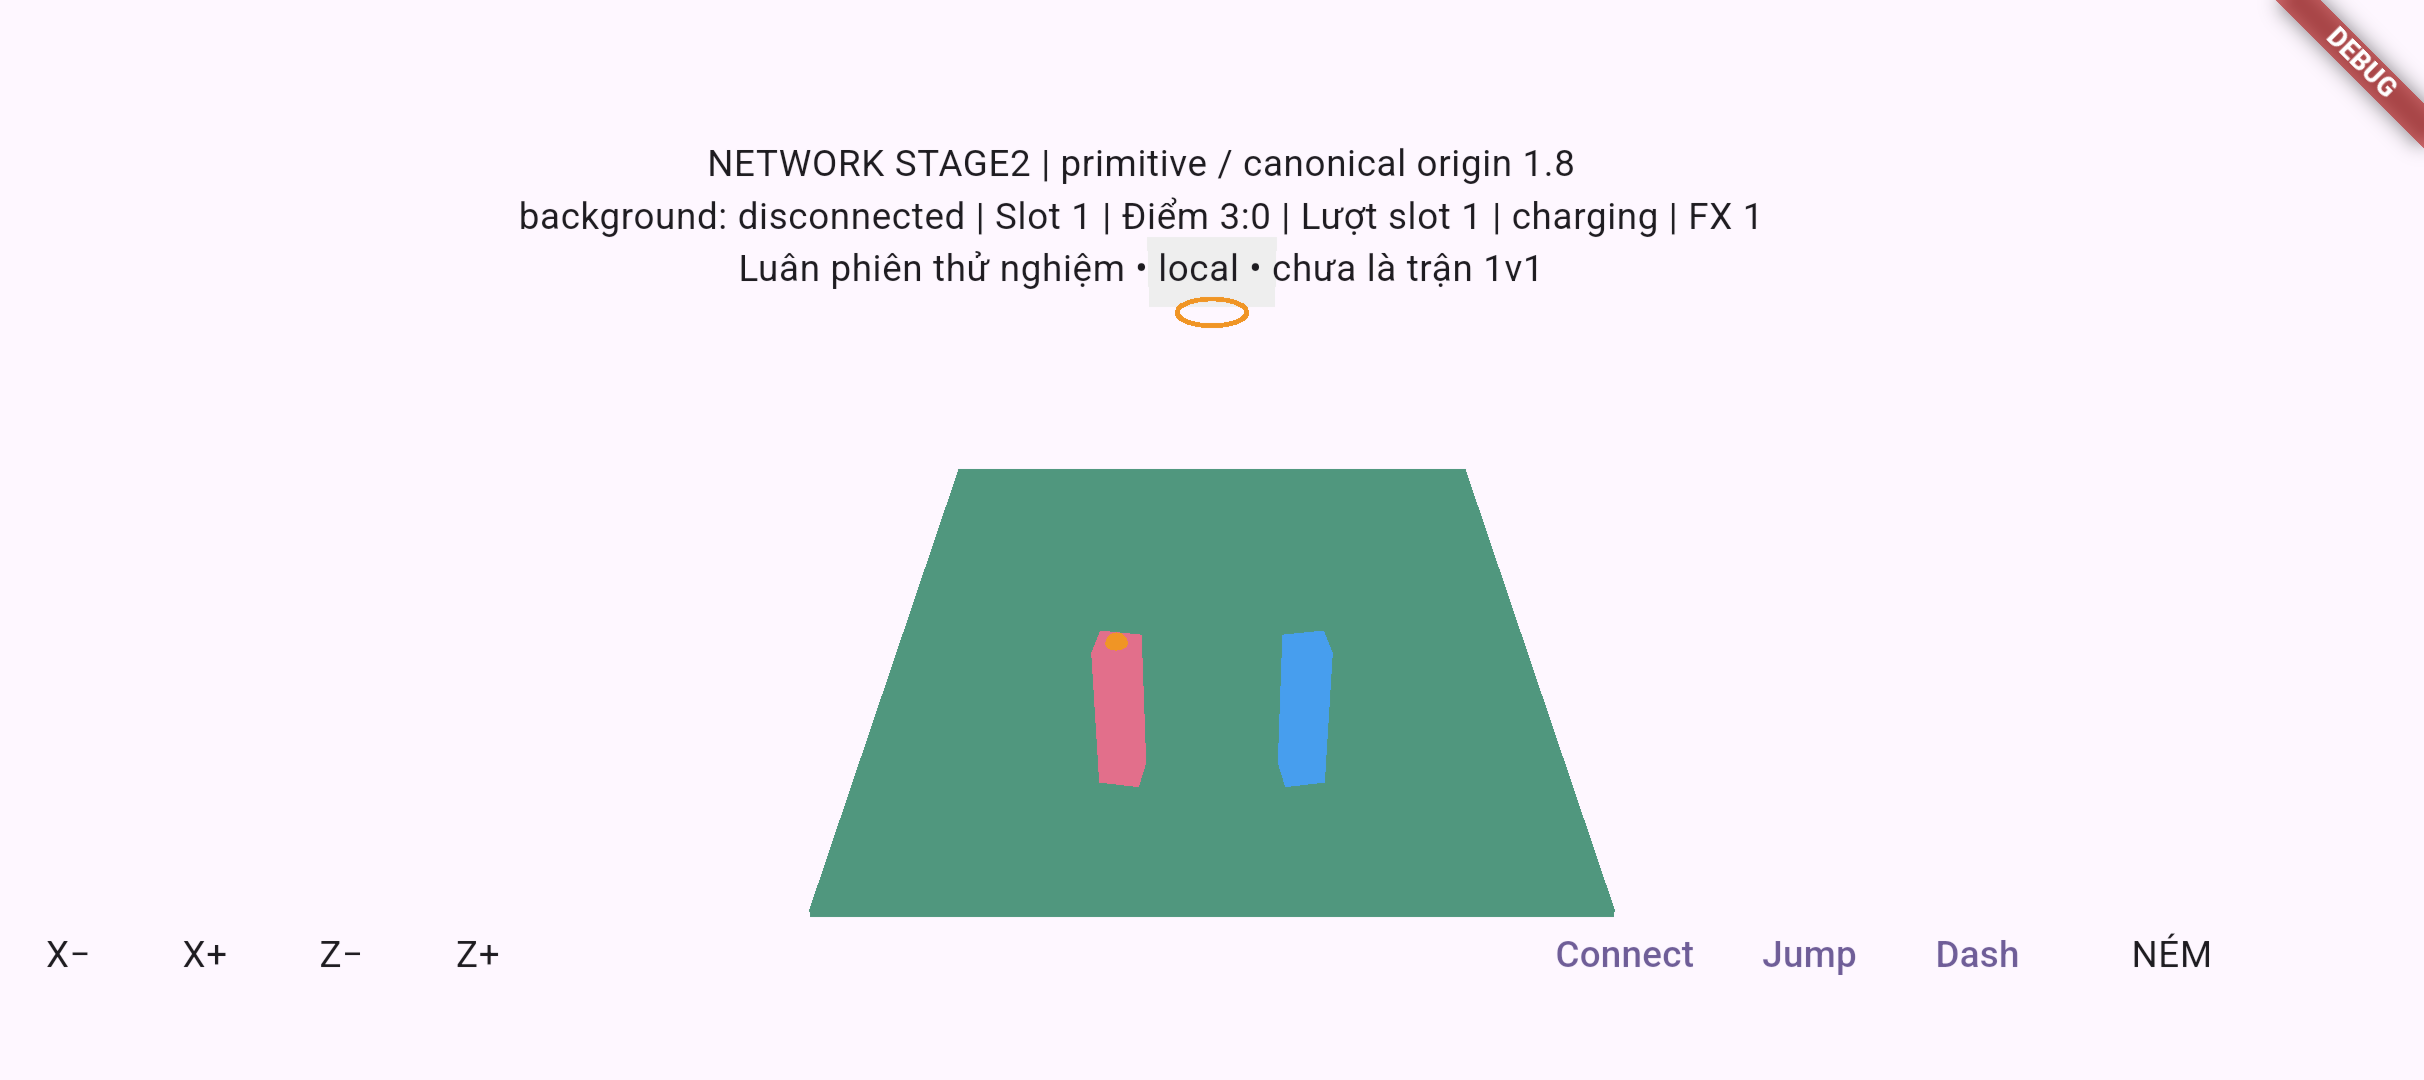 DEBUG
NETWORK STAGE2 | primitive / canonical origin 1.8
background: disconnected | Slot 1 | Điểm 3:0 | Lượt slot 1 | charging | FX 1
Luân phiên thử nghiệm • local • chưa là trận 1v1
X− X+ Z− Z+ Connect Jump Dash NÉM